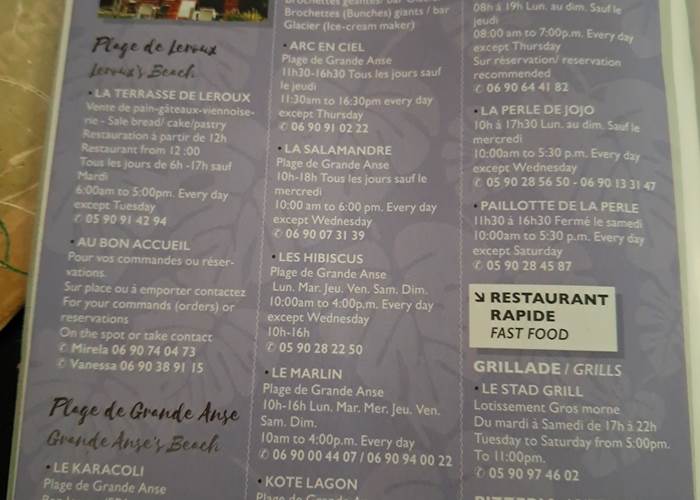 Plage de Leroux
Leroux's Beach
• LA TERRASSE DE LEROUX
Vente de pain-gâteaux-viennoise-
rie - Sale bread/ cake/pastry
Restauration à partir de 12h
Restaurant from 12 :00
Tous les jours de 6h -17h sauf
Mardi
6:00am to 5:00pm. Every day
except Tuesday
✆ 05 90 91 42 94
• AU BON ACCUEIL
Pour vos commandes ou réser-
vations.
Sur place ou à emporter contactez
For your commands (orders) or
reservations
On the spot or take contact
✆ Mirela 06 90 74 04 73
✆ Vanessa 06 90 38 91 15
Plage de Grande Anse
Grande Anse's Beach
• LE KARACOLI
Plage de Grande Anse
Brochettes (Bunches) giants / bar
Glacier (Ice-cream maker)
• ARC EN CIEL
Plage de Grande Anse
11h30-16h30 Tous les jours sauf
le jeudi
11:30am to 16:30pm every day
except Thursday
✆ 06 90 91 02 22
• LA SALAMANDRE
Plage de Grande Anse
10h-18h Tous les jours sauf le
mercredi
10:00 am to 6:00 pm. Every day
except Wednesday
✆ 06 90 07 31 39
• LES HIBISCUS
Plage de Grande Anse
Lun. Mar. Jeu. Ven. Sam. Dim.
10:00am to 4:00p.m. Every day
except Wednesday
10h-16h
✆ 05 90 28 22 50
• LE MARLIN
Plage de Grande Anse
10h-16h Lun. Mar. Mer. Jeu. Ven.
Sam. Dim.
10am to 4:00p.m. Every day
✆ 06 90 00 44 07 / 06 90 94 00 22
• KOTE LAGON
Plage de Grande Anse
08h à 19h Lun. au dim. Sauf le
jeudi
08:00 am to 7:00p.m. Every day
except Thursday
Sur réservation/ reservation
recommended
✆ 06 90 64 41 82
• LA PERLE DE JOJO
10h à 17h30 Lun. au dim. Sauf le
mercredi
10:00am to 5:30 p.m. Every day
except Wednesday
✆ 05 90 28 56 50 - 06 90 13 31 47
• PAILLOTTE DE LA PERLE
11h30 à 16h30 Fermé le samedi
10:00am to 5:30 p.m. Every day
except Saturday
✆ 05 90 28 45 87
↘ RESTAURANT
RAPIDE
FAST FOOD
GRILLADE / GRILLS
• LE STAD GRILL
Lotissement Gros morne
Du mardi à Samedi de 17h à 22h
Tuesday to Saturday from 5:00pm.
To 11:00pm.
✆ 05 90 97 46 02